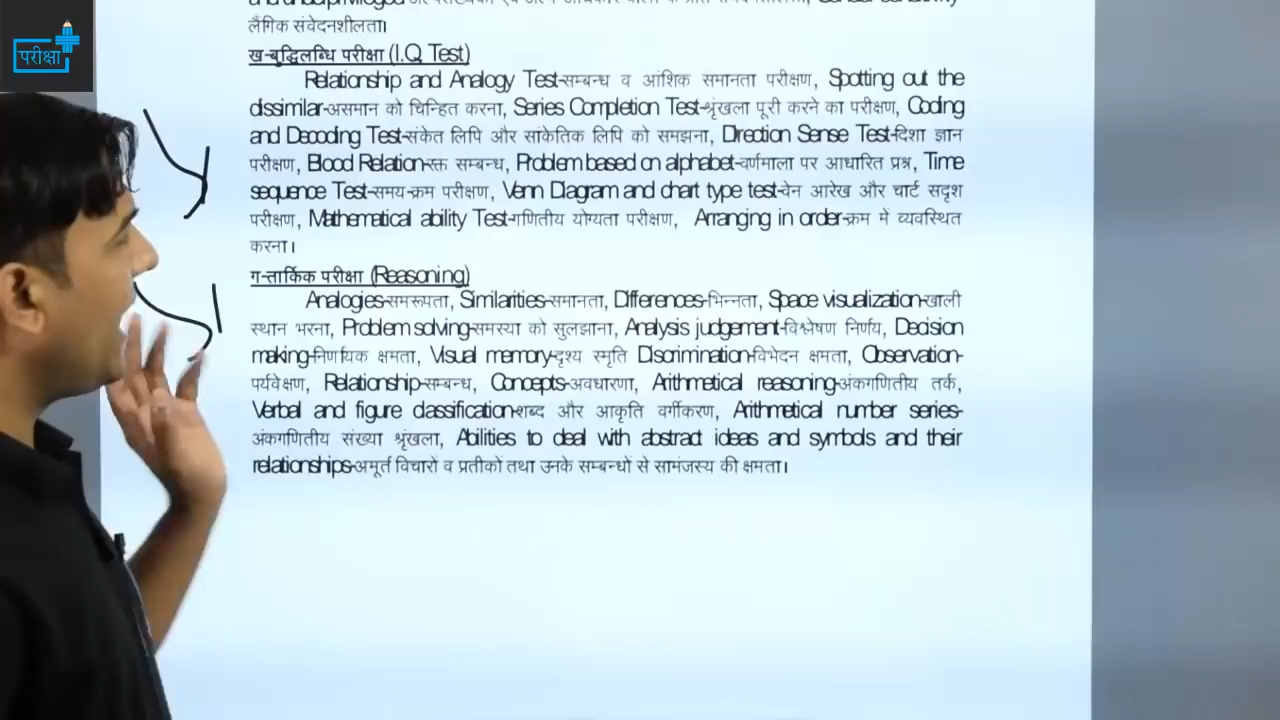 परीक्षा
लैंगिक संवेदनशीलता।
ख-बुद्धिलब्धि परीक्षा (I.Q. Test)
Relationship and Analogy Test-सम्बन्ध व आंशिक समानता परीक्षण, Spotting out the
dissimilar-असमान को चिन्हित करना, Series Completion Test-श्रृंखला पूरी करने का परीक्षण, Coding
and Decoding Test-संकेत लिपि और सांकेतिक लिपि को समझना, Direction Sense Test-दिशा ज्ञान
परीक्षण, Blood Relation-रक्त सम्बन्ध, Problem based on alphabet-वर्णमाला पर आधारित प्रश्न, Time
sequence Test-समय-क्रम परीक्षण, Venn Diagram and chart type test-वेन आरेख और चार्ट सदृश
परीक्षण, Mathematical ability Test-गणितीय योग्यता परीक्षण, Arranging in order-क्रम में व्यवस्थित
करना।
ग-तार्किक परीक्षा (Reasoning)
Analogies-समरूपता, Similarities-समानता, Differences-भिन्नता, Space visualization-खाली
स्थान भरना, Problem solving-समस्या को सुलझाना, Analysis judgement-विश्लेषण निर्णय, Decision
making-निर्णायक क्षमता, Visual memory-दृश्य स्मृति Discrimination-विभेदन क्षमता, Observation-
पर्यवेक्षण, Relationship-सम्बन्ध, Concepts-अवधारणा, Arithmetical reasoning-अंकगणितीय तर्क,
Verbal and figure classification-शब्द और आकृति वर्गीकरण, Arithmetical number series-
अंकगणितीय संख्या श्रृंखला, Abilities to deal with abstract ideas and symbols and their
relationships-अमूर्त विचारों व प्रतीकों तथा उनके सम्बन्धों से सामंजस्य की क्षमता।